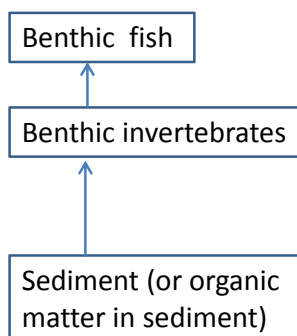 Benthic fish
Benthic invertebrates
Sediment (or organic
matter in sediment)